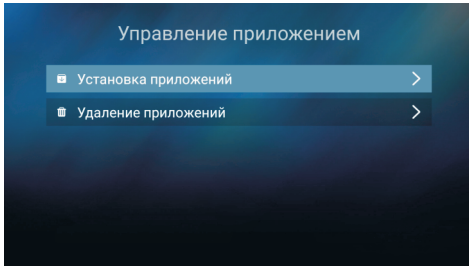 Управление приложением
Установка приложений
Удаление приложений